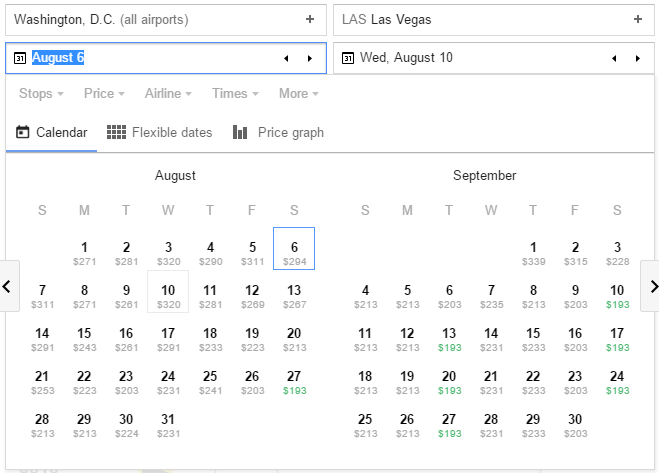 Washington, D.C. (all airports) +
LAS Las Vegas +
31 August 6
31 Wed, August 10
Stops Price Airline Times More
Calendar Flexible dates Price graph
August
S M T W T F S
1 2 3 4 5 6
$271 $281 $320 $290 $311 $294
7 8 9 10 11 12 13
$311 $271 $261 $320 $281 $269 $267
14 15 16 17 18 19 20
$291 $243 $261 $291 $233 $223 $213
21 22 23 24 25 26 27
$253 $223 $203 $231 $241 $203 $193
28 29 30 31
$213 $213 $224 $231
September
S M T W T F S
1 2 3
$339 $315 $228
4 5 6 7 8 9 10
$213 $213 $203 $235 $213 $203 $193
11 12 13 14 15 16 17
$213 $213 $193 $231 $233 $203 $193
18 19 20 21 22 23 24
$213 $213 $193 $231 $233 $203 $193
25 26 27 28 29 30
$213 $213 $193 $231 $233 $203